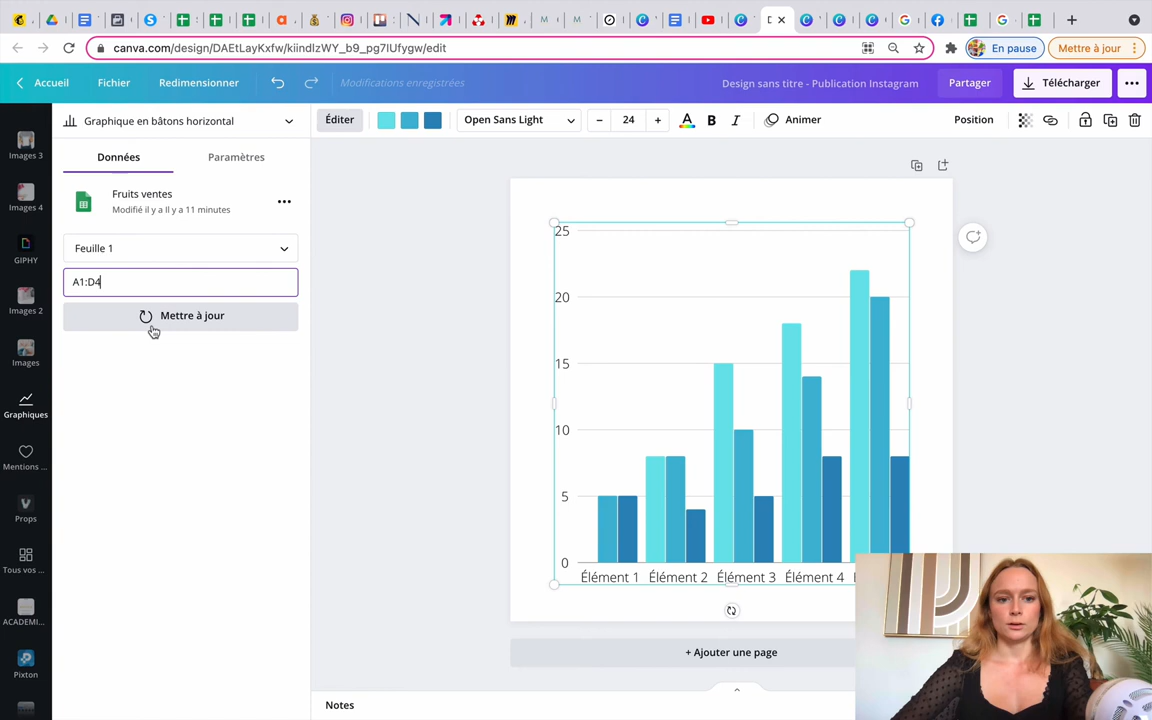 canva.com/design/DAEtLayKxfw/kiindIzWY_b9_pg7lUfygw/edit
En pause
Mettre à jour
Accueil
Fichier
Redimensionner
Modifications enregistrées
Design sans titre - Publication Instagram
Partager
Télécharger
Graphique en bâtons horizontal
Éditer
Open Sans Light
24
A
B
I
Animer
Position
Images 3
Images 4
GIPHY
Images 2
Images
Graphiques
Mentions ...
Props
Tous vos ...
ACADEMI...
Pixton
Données
Paramètres
Fruits ventes
Modifié il y a Il y a 11 minutes
Feuille 1
A1:D4
Mettre à jour
25
20
15
10
5
0
Élément 1
Élément 2
Élément 3
Élément 4
+ Ajouter une page
Notes